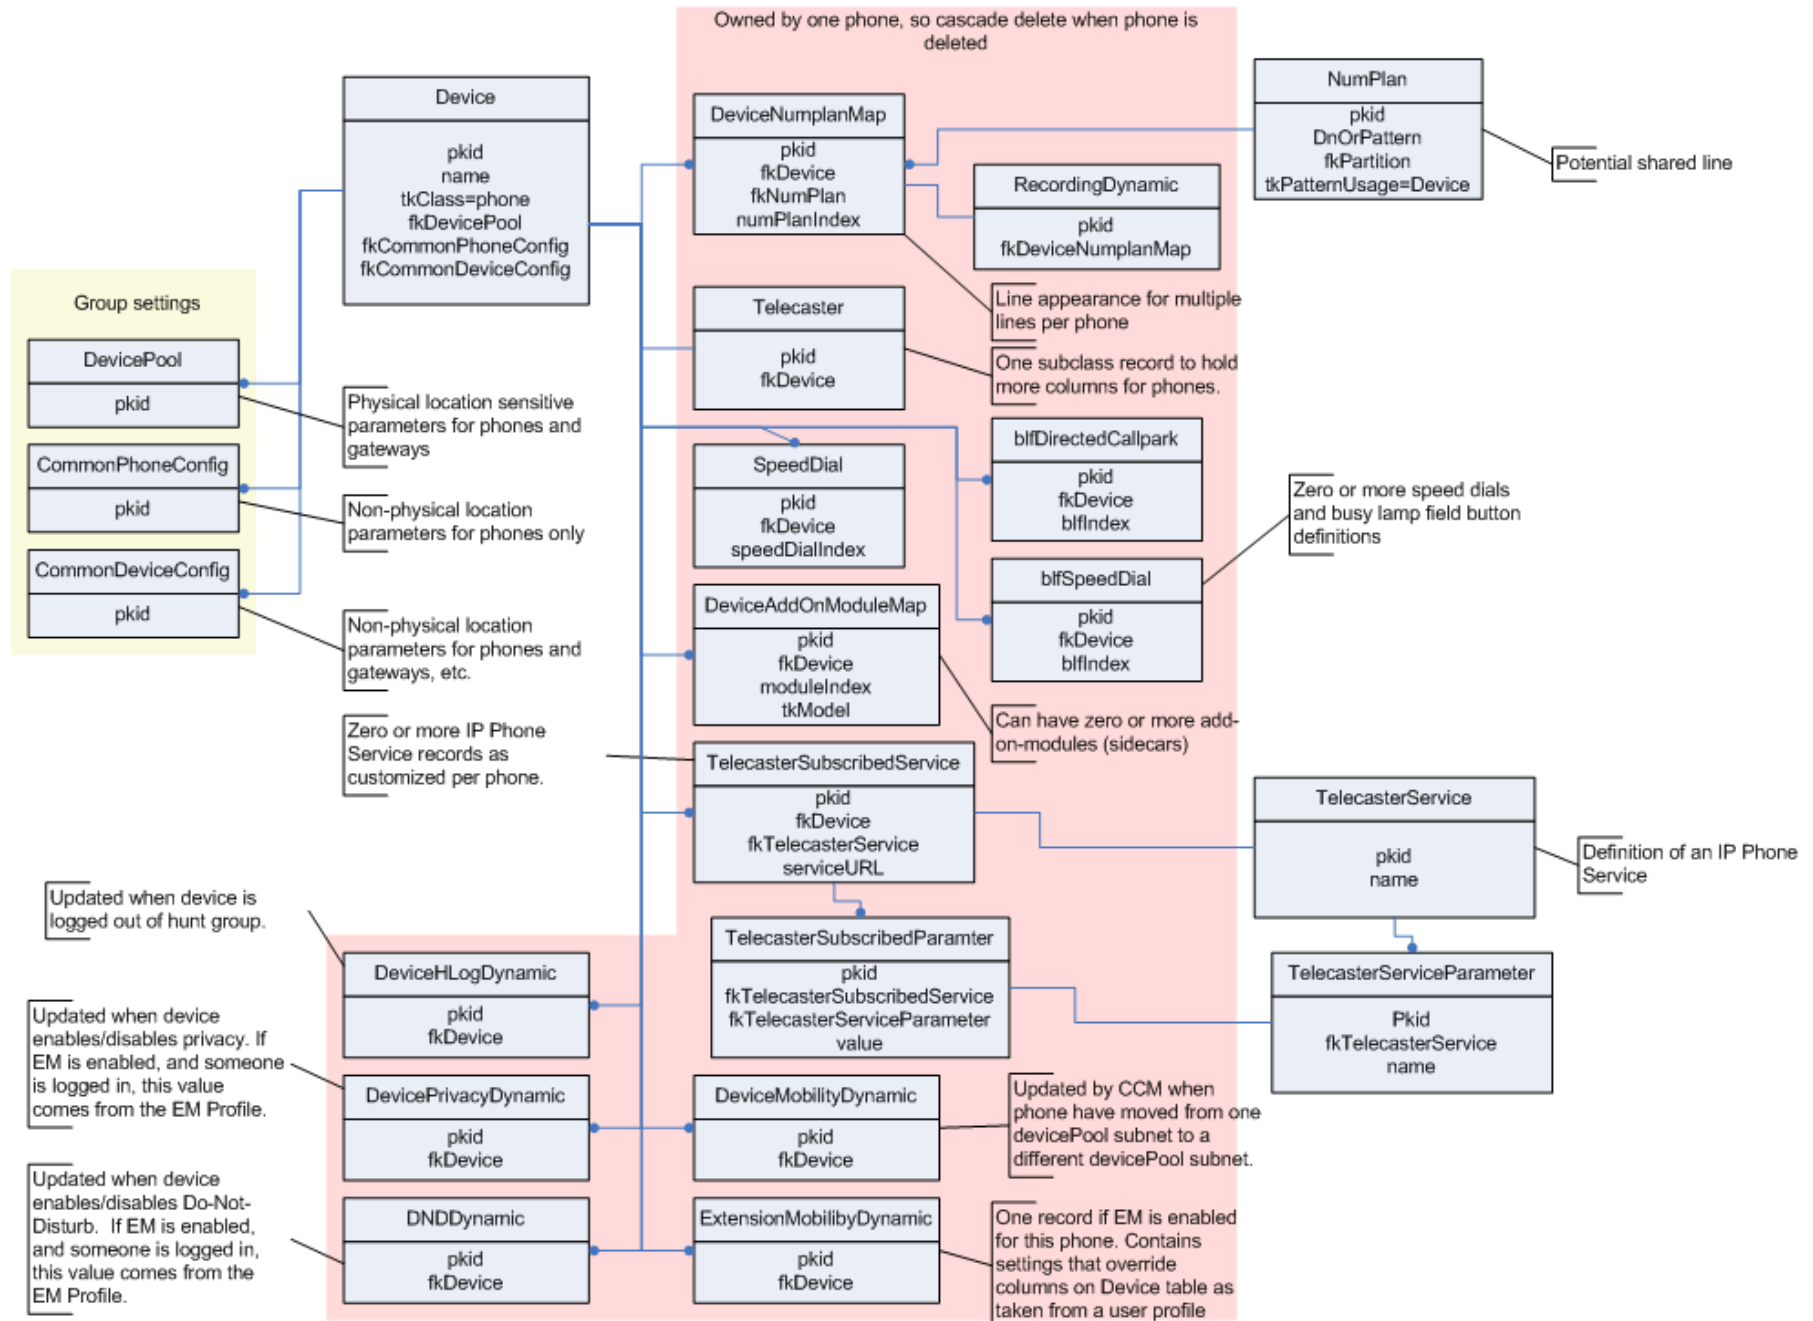 Owned by one phone, so cascade delete when phone is
deleted
Device
pkid
name
tkClass=phone
fkDevicePool
fkCommonPhoneConfig
fkCommonDeviceConfig
DeviceNumplanMap
pkid
fkDevice
fkNumPlan
numPlanIndex
NumPlan
pkid
DnOrPattern
fkPartition
tkPatternUsage=Device
Potential shared line
RecordingDynamic
pkid
fkDeviceNumplanMap
Line appearance for multiple
lines per phone
Group settings
DevicePool
pkid
CommonPhoneConfig
pkid
CommonDeviceConfig
pkid
Physical location sensitive
parameters for phones and
gateways
Non-physical location
parameters for phones only
Non-physical location
parameters for phones and
gateways, etc.
Telecaster
pkid
fkDevice
One subclass record to hold
more columns for phones.
SpeedDial
pkid
fkDevice
speedDialIndex
blfDirectedCallpark
pkid
fkDevice
blfIndex
blfSpeedDial
pkid
fkDevice
blfIndex
Zero or more speed dials
and busy lamp field button
definitions
DeviceAddOnModuleMap
pkid
fkDevice
moduleIndex
tkModel
Can have zero or more add-
on-modules (sidecars)
Zero or more IP Phone
Service records as
customized per phone.
TelecasterSubscribedService
pkid
fkDevice
fkTelecasterService
serviceURL
TelecasterService
pkid
name
Definition of an IP Phone
Service
TelecasterSubscribedParamter
pkid
fkTelecasterSubscribedService
fkTelecasterServiceParameter
value
TelecasterServiceParameter
Pkid
fkTelecasterService
name
Updated when device is
logged out of hunt group.
DeviceHLogDynamic
pkid
fkDevice
Updated when device
enables/disables privacy. If
EM is enabled, and someone
is logged in, this value
comes from the EM Profile.
DevicePrivacyDynamic
pkid
fkDevice
DeviceMobilityDynamic
pkid
fkDevice
Updated by CCM when
phone have moved from one
devicePool subnet to a
different devicePool subnet.
Updated when device
enables/disables Do-Not-
Disturb. If EM is enabled,
and someone is logged in,
this value comes from the
EM Profile.
DNDDynamic
pkid
fkDevice
ExtensionMobilibyDynamic
pkid
fkDevice
One record if EM is enabled
for this phone. Contains
settings that override
columns on Device table as
taken from a user profile